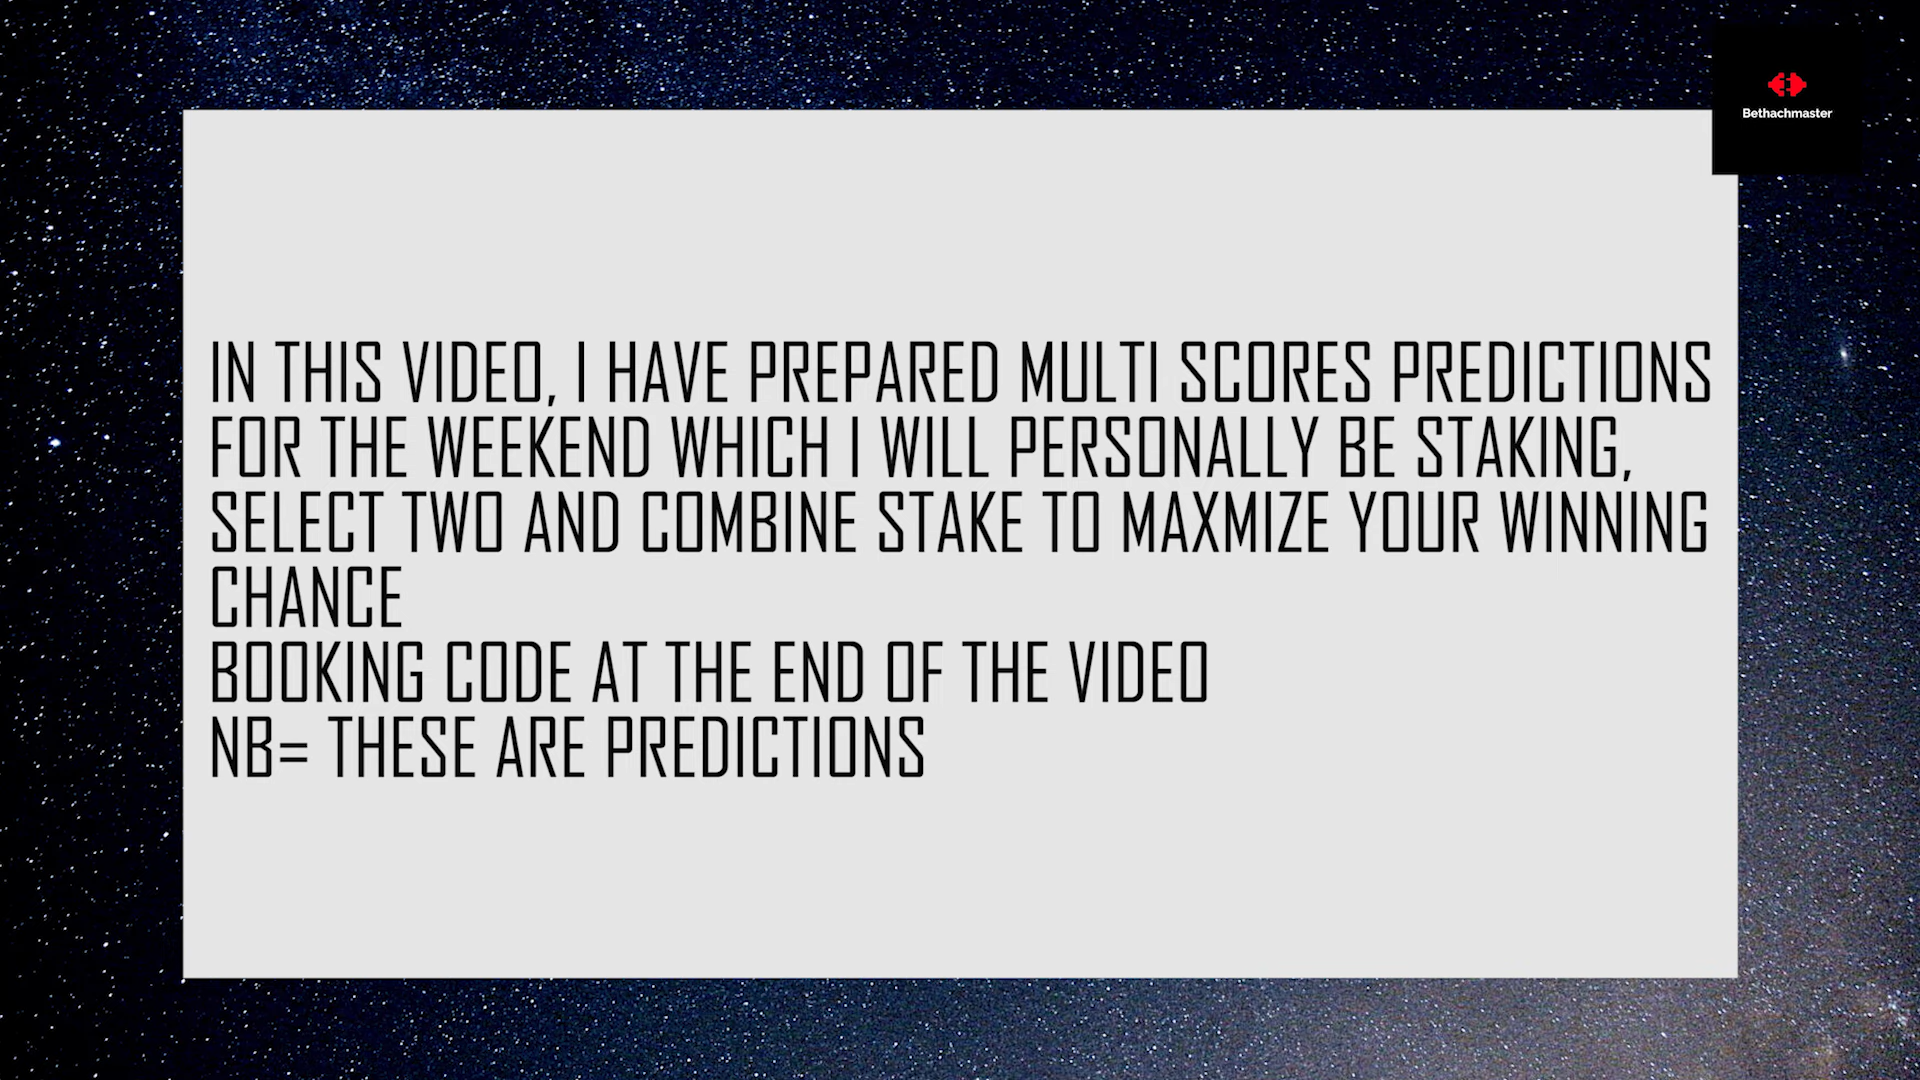 Bethachmaster
IN THIS VIDEO, I HAVE PREPARED MULTI SCORES PREDICTIONS
FOR THE WEEKEND WHICH I WILL PERSONALLY BE STAKING,
SELECT TWO AND COMBINE STAKE TO MAXMIZE YOUR WINNING
CHANCE
BOOKING CODE AT THE END OF THE VIDEO
NB= THESE ARE PREDICTIONS